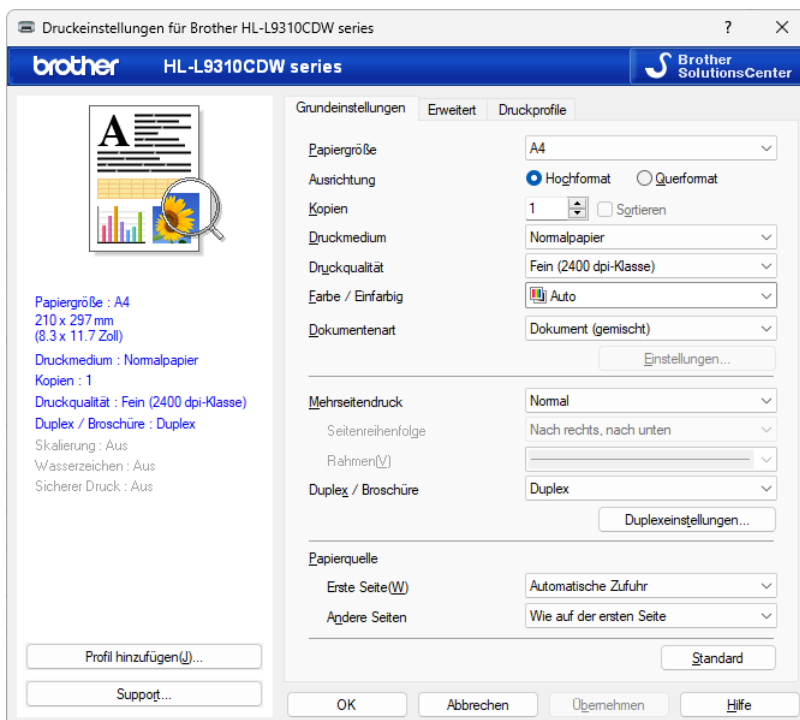 Druckeinstellungen für Brother HL-L9310CDW series
brother HL-L9310CDW series
Brother
SolutionsCenter
A
Papiergröße : A4
210 x 297 mm
(8.3 x 11.7 Zoll)
Druckmedium : Normalpapier
Kopien : 1
Druckqualität : Fein (2400 dpi-Klasse)
Duplex / Broschüre : Duplex
Skalierung : Aus
Wasserzeichen : Aus
Sicherer Druck : Aus
Profil hinzufügen(J)...
Support...
Grundeinstellungen Erweitert Druckprofile
Papiergröße A4
Ausrichtung Hochformat Querformat
Kopien 1 Sortieren
Druckmedium Normalpapier
Druckqualität Fein (2400 dpi-Klasse)
Farbe / Einfarbig Auto
Dokumentenart Dokument (gemischt)
Einstellungen...
Mehrseitendruck Normal
Seitenreihenfolge Nach rechts, nach unten
Rahmen(V)
Duplex / Broschüre Duplex
Duplexeinstellungen...
Papierquelle
Erste Seite(W) Automatische Zufuhr
Andere Seiten Wie auf der ersten Seite
Standard
OK Abbrechen Übernehmen Hilfe